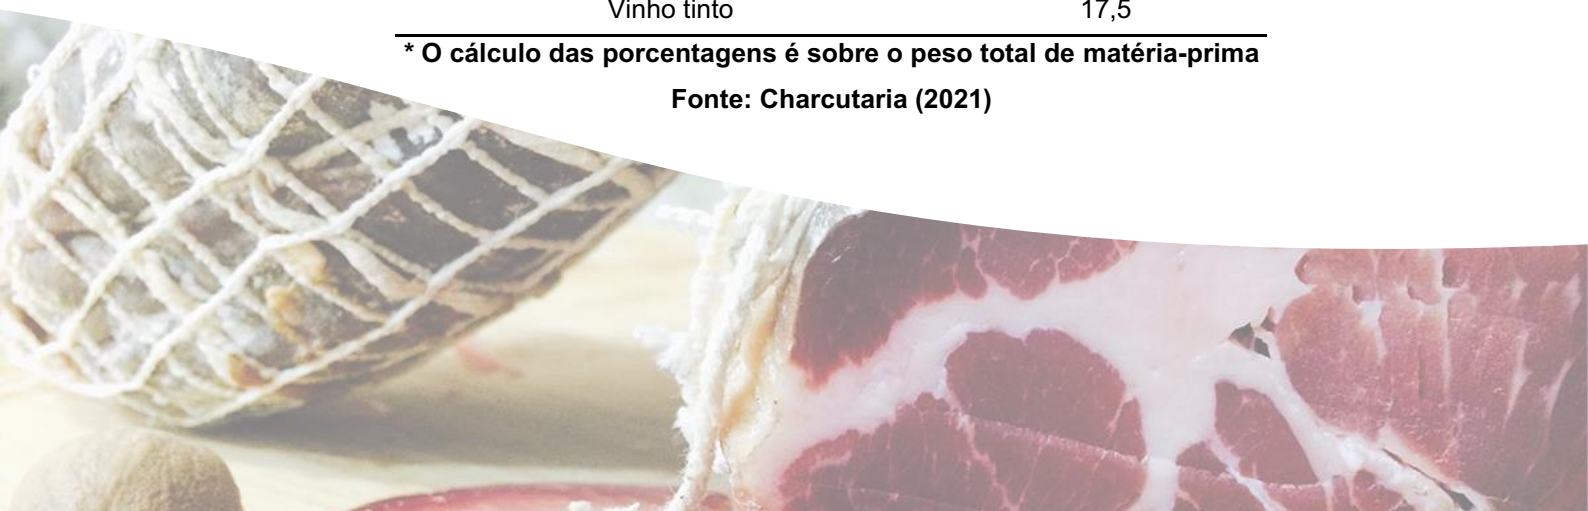 Vinho tinto 17,5
* O cálculo das porcentagens é sobre o peso total de matéria-prima
Fonte: Charcutaria (2021)